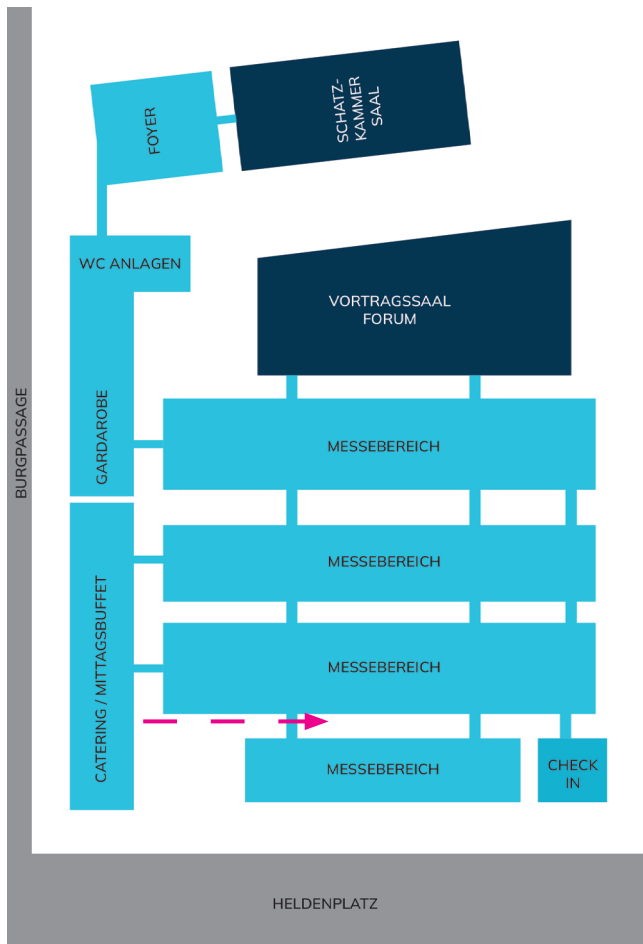 SCHATZ-
KAMMER
SAAL
FOYER
WC ANLAGEN
VORTRAGSSAAL
FORUM
BURGPASSAGE
GARDAROBE
MESSEBEREICH
MESSEBEREICH
CATERING / MITTAGSBUFFET
MESSEBEREICH
MESSEBEREICH
CHECK
IN
HELDENPLATZ